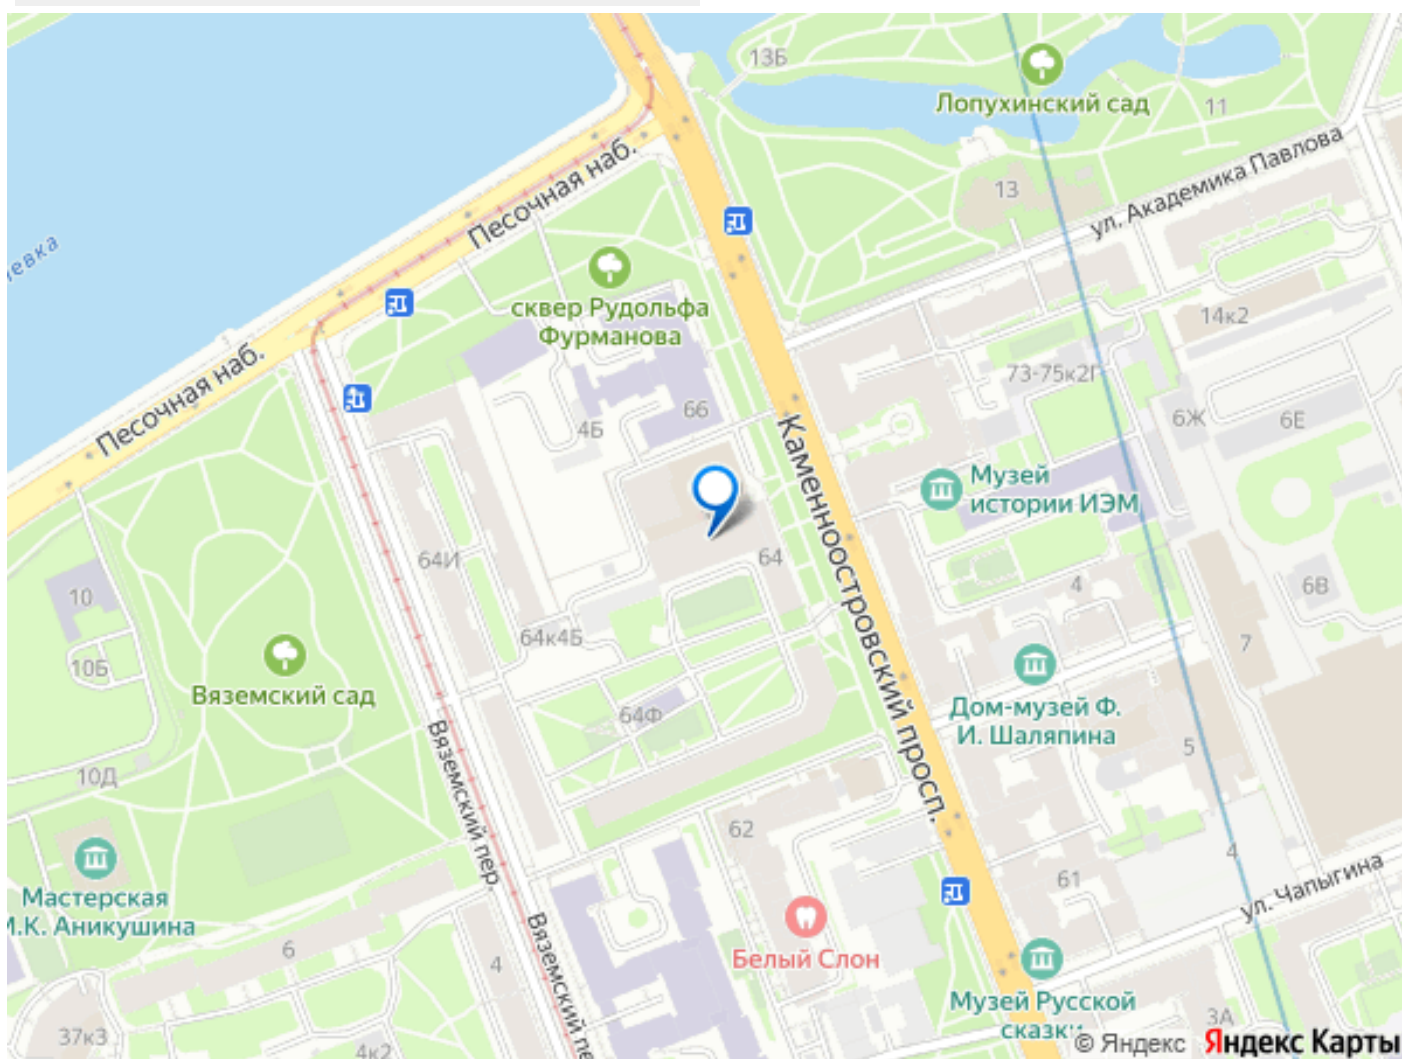 13Б
Лопухинский сад
11
Песочная наб.
ул. Академика Павлова
13
евка
сквер Рудольфа
Фурманова
14к2
Песочная наб.
73-75к2Г
66
4Б
6Ж
6Е
Каменноостровский просп.
Музей
истории ИЭМ
64И
64
4
6В
10
64к4Б
7
10Б
Вяземский сад
64Ф
Дом-музей Ф.
И. Шаляпина
5
10Д
Вяземский пер.
62
4
61
ул. Чапыгина
Мастерская
М.К. Аникушина
Белый Слон
6
4
Вяземский пе
Музей Русской
сказки
3А
37к3
4к2
© Яндекс Яндекс Карты